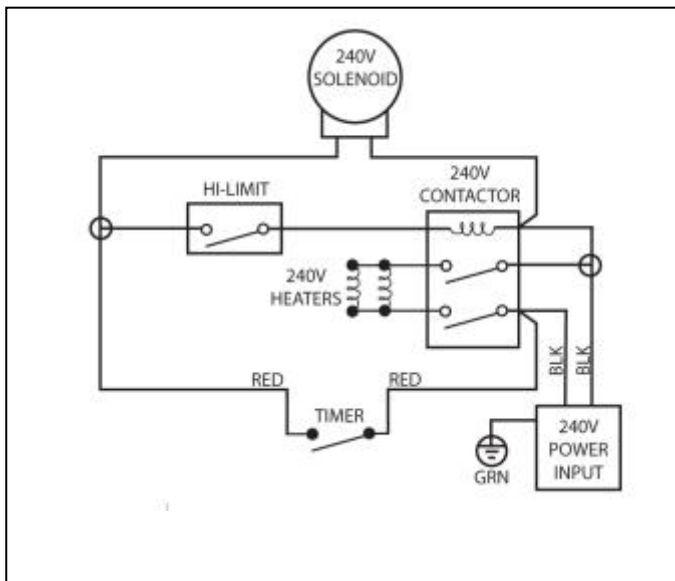 240V
SOLENOID
HI-LIMIT
240V
CONTACTOR
240V
HEATERS
BLK
BLK
RED
RED
TIMER
240V
POWER
INPUT
GRN